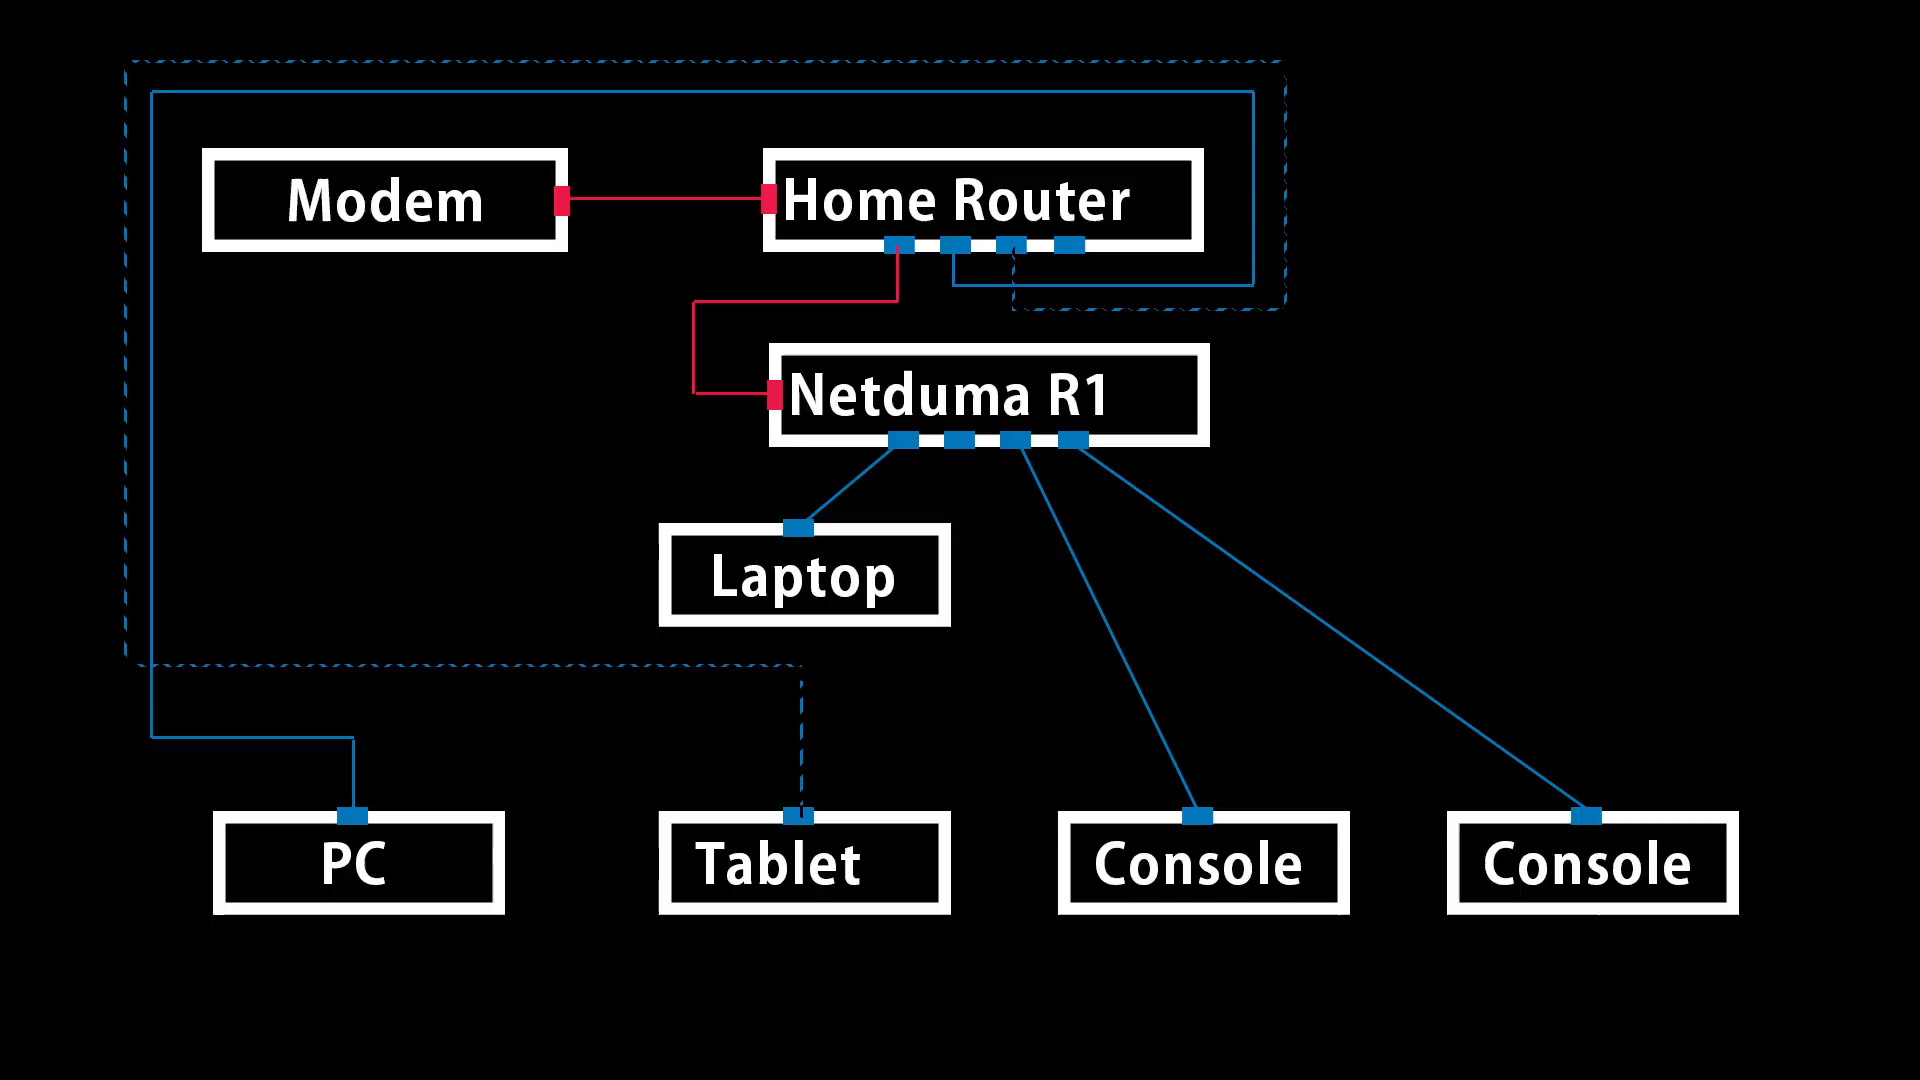 Modem
Home Router
Netduma R1
Laptop
PC
Tablet
Console
Console